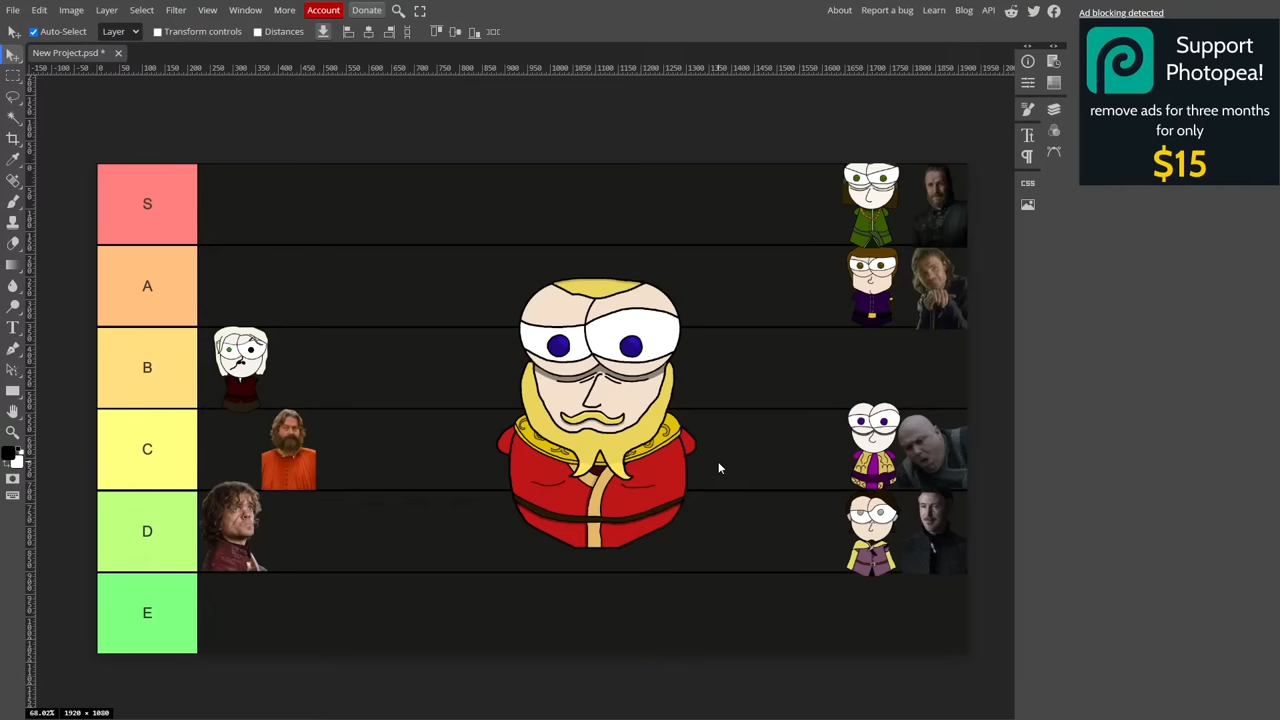 File Edit Image Layer Select Filter View Window More Account Donate About Report a bug Learn Blog API
Auto-Select Layer Transform controls Distances
New Project.psd *
Ad blocking detected
Support
Photopea!
remove ads for three months
for only
$15
S
A
B
C
D
E
Tt
CSS
68.02% 1920 × 1080